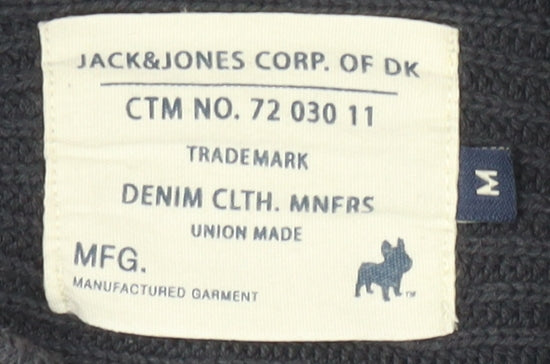 JACK&JONES CORP. OF DK
CTM NO. 72 030 11
TRADEMARK
DENIM CLTH. MNFRS
UNION MADE
MFG.
MANUFACTURED GARMENT
TM
M